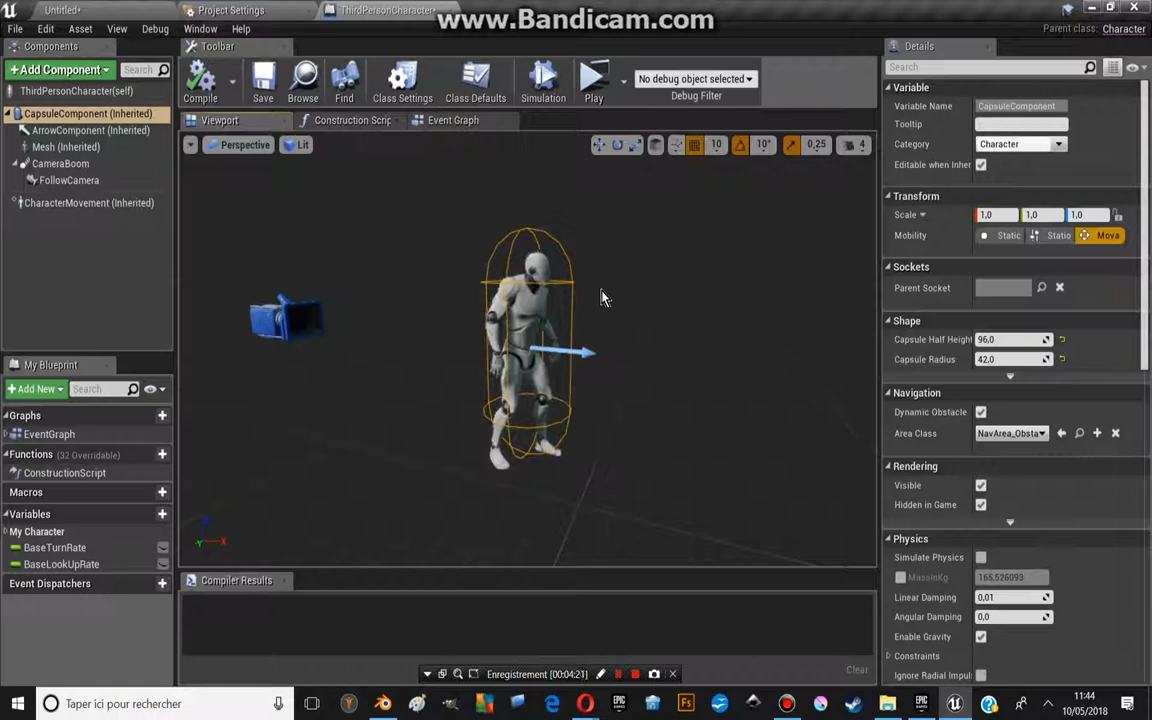 www.Bandicam.com
Untitled*
Project Settings
ThirdPersonCharacter*
File Edit Asset View Debug Window Help
Parent class: Character
Components
+ Add Component
Search
ThirdPersonCharacter(self)
CapsuleComponent (Inherited)
ArrowComponent (Inherited)
Mesh (Inherited)
CameraBoom
FollowCamera
CharacterMovement (Inherited)
My Blueprint
+ Add New
Search
Graphs
EventGraph
Functions (32 Overridable)
ConstructionScript
Macros
Variables
My Character
BaseTurnRate
BaseLookUpRate
Event Dispatchers
Toolbar
Compile Save Browse Find Class Settings Class Defaults Simulation Play
No debug object selected
Debug Filter
Viewport
Construction Scrip
Event Graph
Perspective Lit
10 10° 0,25 4
Compiler Results
Clear
Enregistrement [00:04:21]
Details
Search
Variable
Variable Name CapsuleComponent
Tooltip
Category Character
Editable when Inher
Transform
Scale 1,0 1,0 1,0
Mobility Static Statio Mova
Sockets
Parent Socket
Shape
Capsule Half Heigh 96,0
Capsule Radius 42,0
Navigation
Dynamic Obstacle
Area Class NavArea_Obsta
Rendering
Visible
Hidden in Game
Physics
Simulate Physics
MassInKg 165,526093
Linear Damping 0,01
Angular Damping 0,0
Enable Gravity
Constraints
Ignore Radial Impul
Taper ici pour rechercher
11:44
10/05/2018